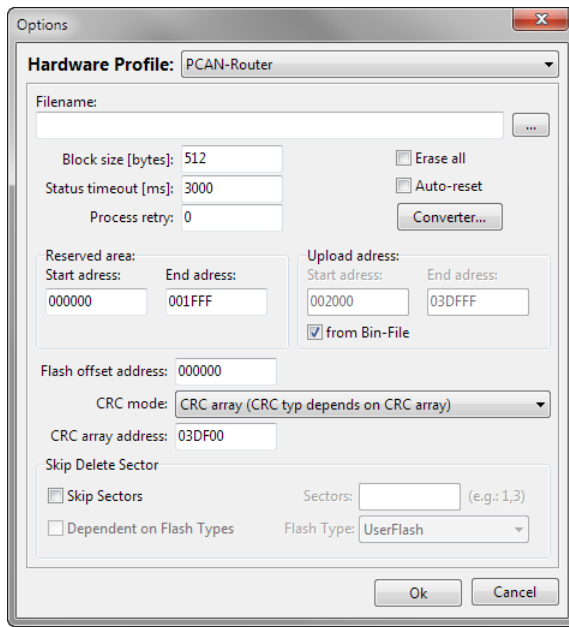 Options
Hardware Profile: PCAN-Router
Filename:
...
Block size [bytes]: 512
Erase all
Status timeout [ms]: 3000
Auto-reset
Process retry: 0
Converter...
Reserved area:
Start adress: End adress:
000000 001FFF
Upload adress:
Start adress: End adress:
002000 03DFFF
from Bin-File
Flash offset address: 000000
CRC mode: CRC array (CRC typ depends on CRC array)
CRC array address: 03DF00
Skip Delete Sector
Skip Sectors Sectors: (e.g.: 1,3)
Dependent on Flash Types Flash Type: UserFlash
Ok Cancel